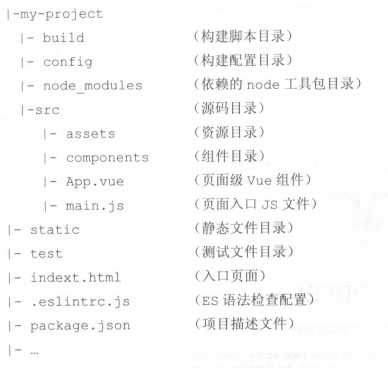 |-my-project
|- build （构建脚本目录）
|- config （构建配置目录）
|- node_modules （依赖的 node 工具包目录）
|-src （源码目录）
|- assets （资源目录）
|- components （组件目录）
|- App.vue （页面级 Vue 组件）
|- main.js （页面入口 JS 文件）
|- static （静态文件目录）
|- test （测试文件目录）
|- indext.html （入口页面）
|- .eslintrc.js （ES 语法检查配置）
|- package.json （项目描述文件）
|- …